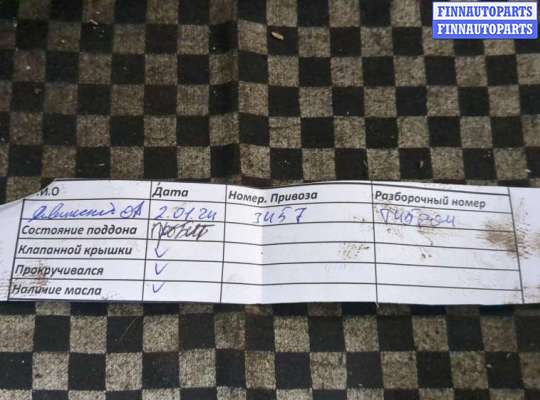 FINNAUTOPARTS
FINNAUTOPARTS
.И.О Дата Номер. Привоза Разборочный номер
2.01.24 3457
Состояние поддона
Клапанной крышки ✓
Прокручивался ✓
Наличие масла ✓